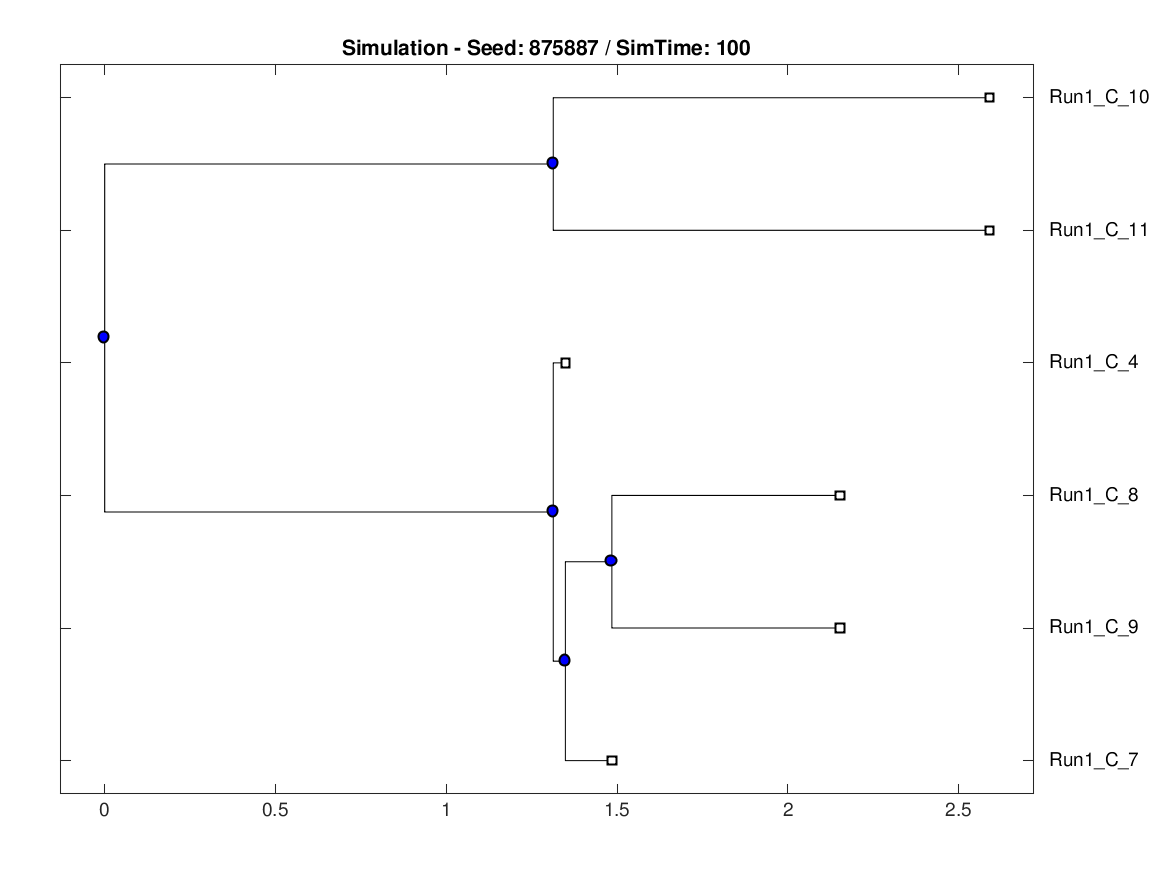 Simulation - Seed: 875887 / SimTime: 100
Run1_C_10
Run1_C_11
Run1_C_4
Run1_C_8
Run1_C_9
Run1_C_7
0 0.5 1 1.5 2 2.5